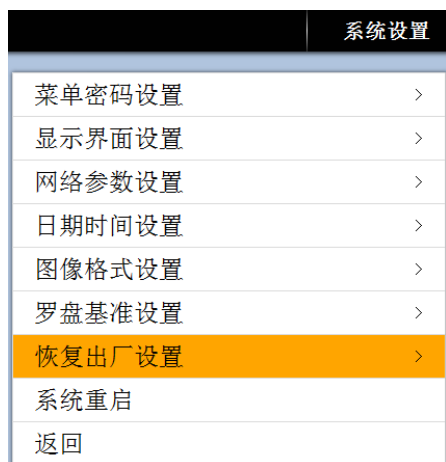 系统设置
菜单密码设置
显示界面设置
网络参数设置
日期时间设置
图像格式设置
罗盘基准设置
恢复出厂设置
系统重启
返回